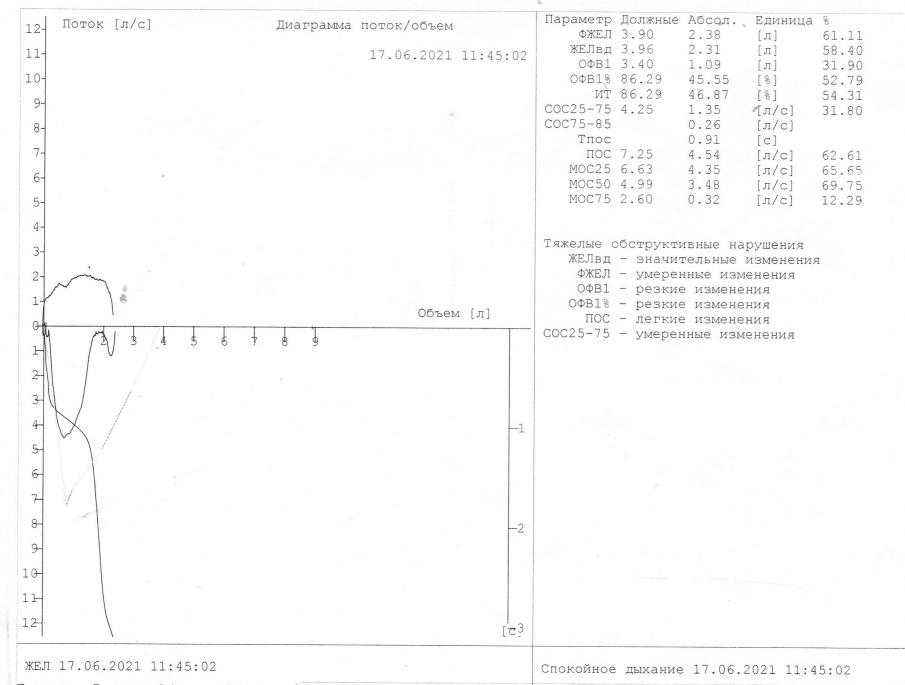 Поток [л/с]
Диаграмма поток/объем
17.06.2021 11:45:02
12
11
10
9
8
7
6
5
4
3
2
1
0
Объем [л]
2 3 4 5 6 7 8 9
1
2
3
4
5
6
7
8
9
10
11
12
1
2
3
[с]
Параметр Должные Абсол. Единица %
ФЖЕЛ 3.90 2.38 [л] 61.11
ЖЕЛвд 3.96 2.31 [л] 58.40
ОФВ1 3.40 1.09 [л] 31.90
ОФВ1% 86.29 45.55 [%] 52.79
ИТ 86.29 46.87 [%] 54.31
СОС25-75 4.25 1.35 [л/с] 31.80
СОС75-85 0.26 [л/с]
Тпос 0.91 [с]
ПОС 7.25 4.54 [л/с] 62.61
МОС25 6.63 4.35 [л/с] 65.65
МОС50 4.99 3.48 [л/с] 69.75
МОС75 2.60 0.32 [л/с] 12.29
Тяжелые обструктивные нарушения
ЖЕЛвд - значительные изменения
ФЖЕЛ - умеренные изменения
ОФВ1 - резкие изменения
ОФВ1% - резкие изменения
ПОС - легкие изменения
СОС25-75 - умеренные изменения
ЖЕЛ 17.06.2021 11:45:02
Спокойное дыхание 17.06.2021 11:45:02